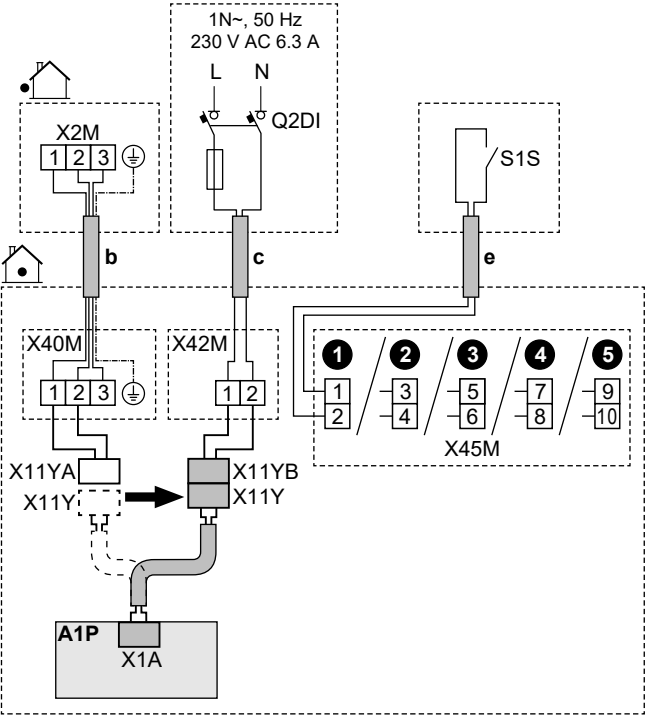 1N~, 50 Hz
230 V AC 6.3 A
L N
Q2DI
X2M
1 2 3
S1S
b
c
e
X40M
1 2 3
X42M
1 2
1 2 3 4 5
1 3 5 7 9
2 4 6 8 10
X45M
X11YA
X11YB
X11Y
X11Y
A1P
X1A